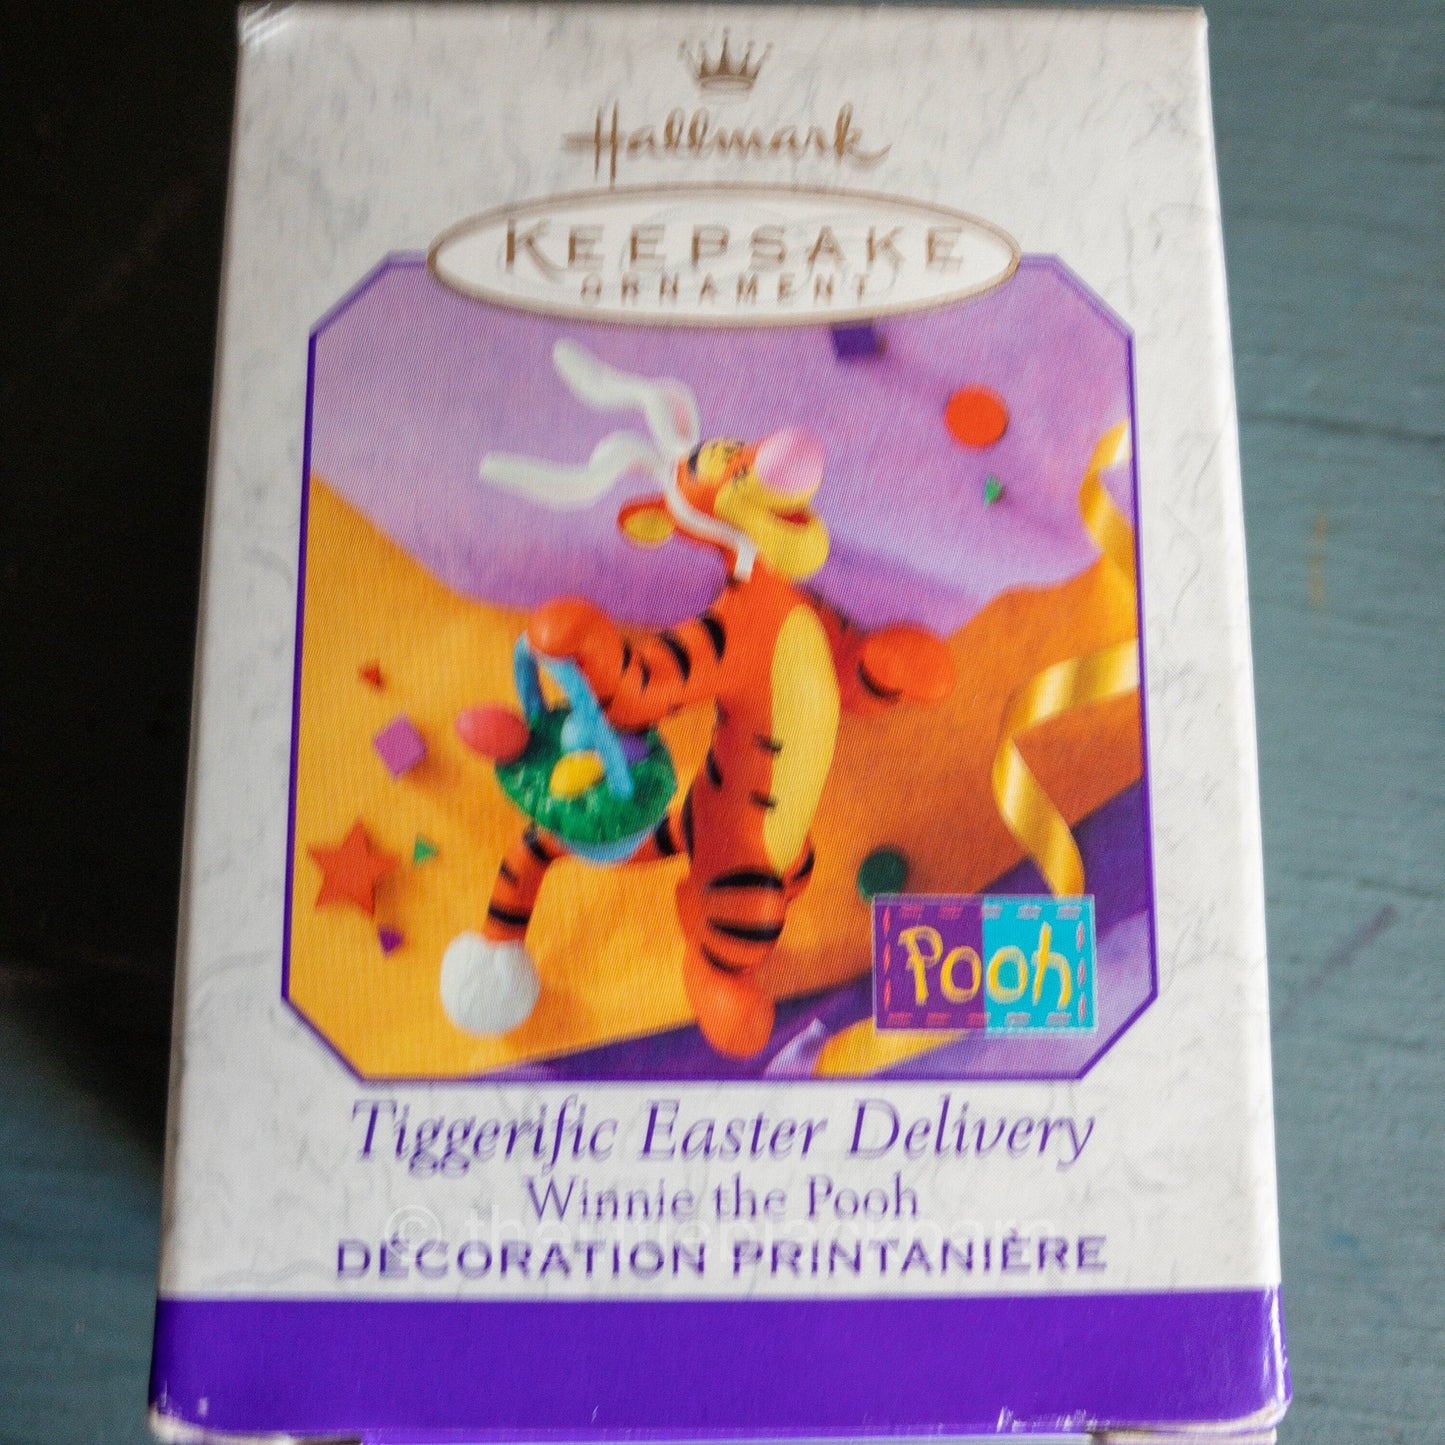 Hallmark
KEEPSAKE
ORNAMENT
Pooh
Tiggerific Easter Delivery
Winnie the Pooh
DÉCORATION PRINTANIÈRE